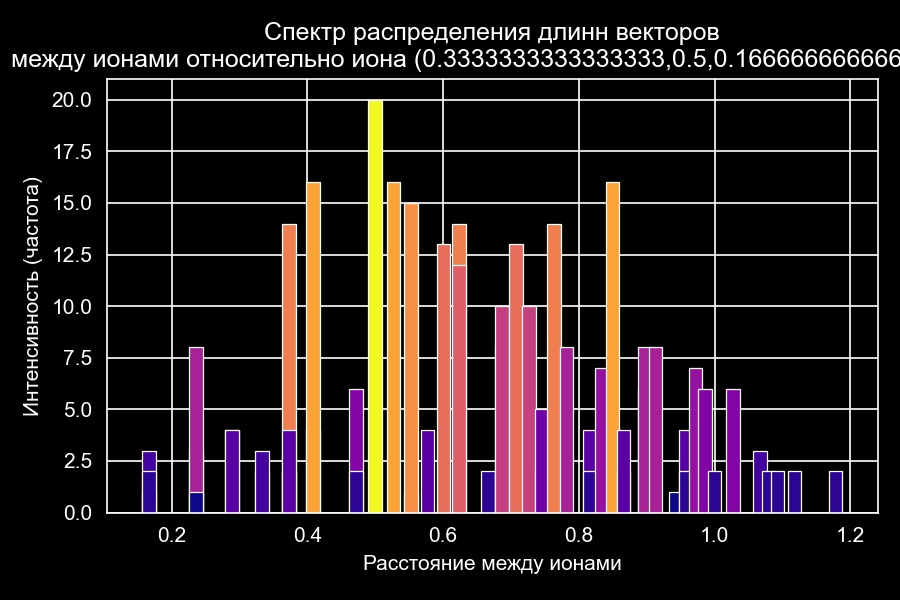 Спектр распределения длинн векторов
между ионами относительно иона (0.3333333333333333,0.5,0.166666666666
Интенсивность (частота)
20.0
17.5
15.0
12.5
10.0
7.5
5.0
2.5
0.0
0.2 0.4 0.6 0.8 1.0 1.2
Расстояние между ионами